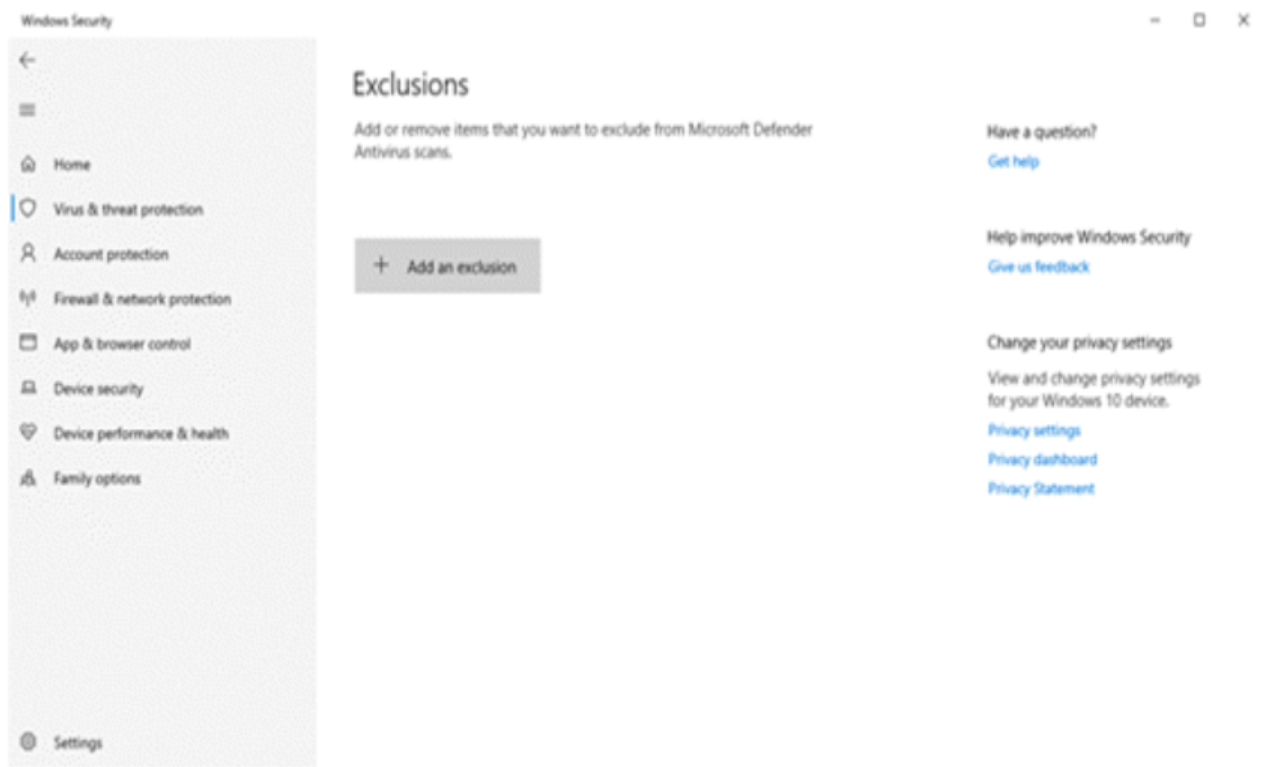 Windows Security
Home
Virus & threat protection
Account protection
Firewall & network protection
App & browser control
Device security
Device performance & health
Family options
Settings
Exclusions
Add or remove items that you want to exclude from Microsoft Defender
Antivirus scans.
Add an exclusion
Have a question?
Get help
Help improve Windows Security
Give us feedback
Change your privacy settings
View and change privacy settings
for your Windows 10 device.
Privacy settings
Privacy dashboard
Privacy Statement